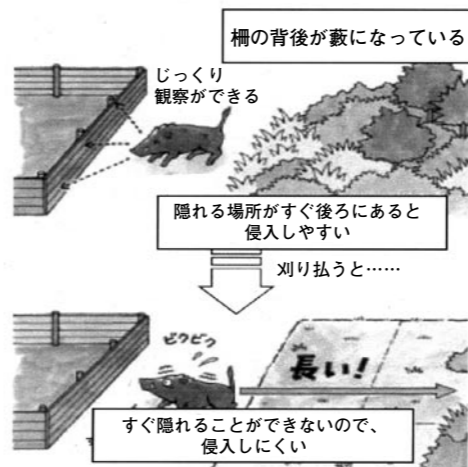 柵の背後が藪になっている
じっくり
観察ができる
隠れる場所がすぐ後ろにあると
侵入しやすい
刈り払うと……
ビクビク
長い！
すぐ隠れることができないので、
侵入しにくい